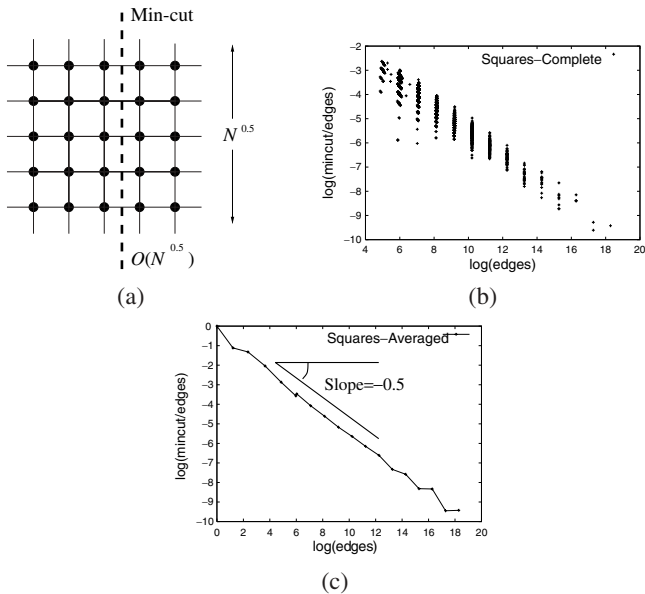 Min-cut
N^0.5
O(N^0.5)
(a)
Squares−Complete
log(mincut/edges)
−2
−3
−4
−5
−6
−7
−8
−9
−10
4 6 8 10 12 14 16 18 20
log(edges)
(b)
Squares−Averaged
Slope=−0.5
log(mincut/edges)
0
−1
−2
−3
−4
−5
−6
−7
−8
−9
−10
0 2 4 6 8 10 12 14 16 18 20
log(edges)
(c)